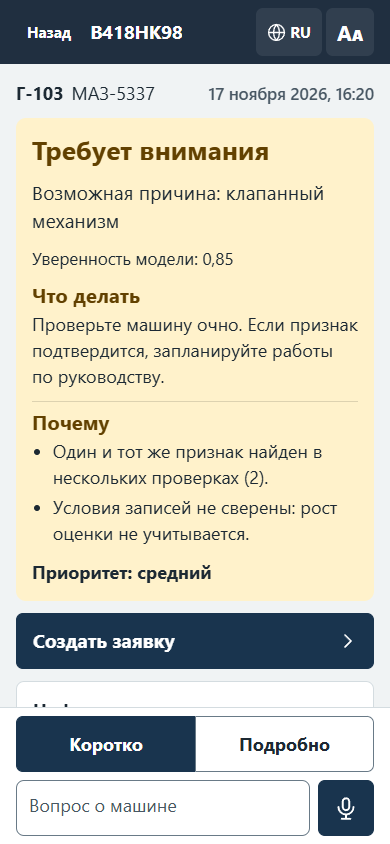 Назад
В418НК98
RU
Aа
Г-103 МАЗ-5337
17 ноября 2026, 16:20
Требует внимания
Возможная причина: клапанный
механизм
Уверенность модели: 0,85
Что делать
Проверьте машину очно. Если признак
подтвердится, запланируйте работы
по руководству.
Почему
• Один и тот же признак найден в
нескольких проверках (2).
• Условия записей не сверены: рост
оценки не учитывается.
Приоритет: средний
Создать заявку
Коротко
Подробно
Вопрос о машине